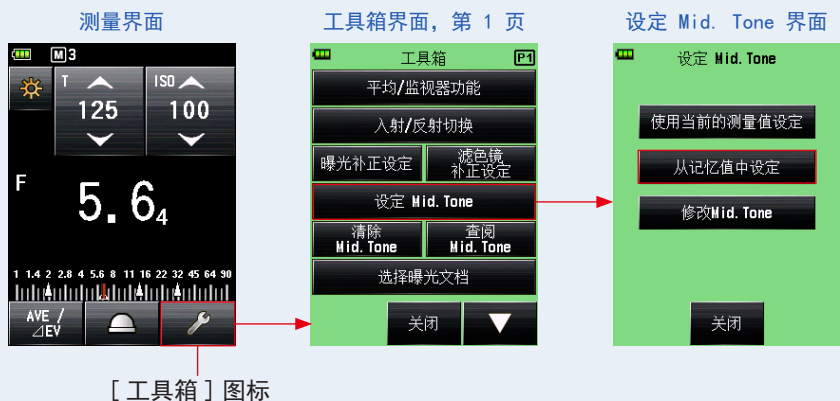 测量界面
M 3
T
125
ISO
100
F
5.6 4
1 1.4 2 2.8 4 5.6 8 11 16 22 32 45 64 90
AVE /
⊿EV
[ 工具箱 ] 图标
工具箱界面，第 1 页
工具箱 P1
平均/监视器功能
入射/反射切换
曝光补正设定
滤色镜
补正设定
设定 Mid. Tone
清除
Mid. Tone
查阅
Mid. Tone
选择曝光文档
关闭
设定 Mid. Tone 界面
设定 Mid. Tone
使用当前的测量值设定
从记忆值中设定
修改Mid. Tone
关闭